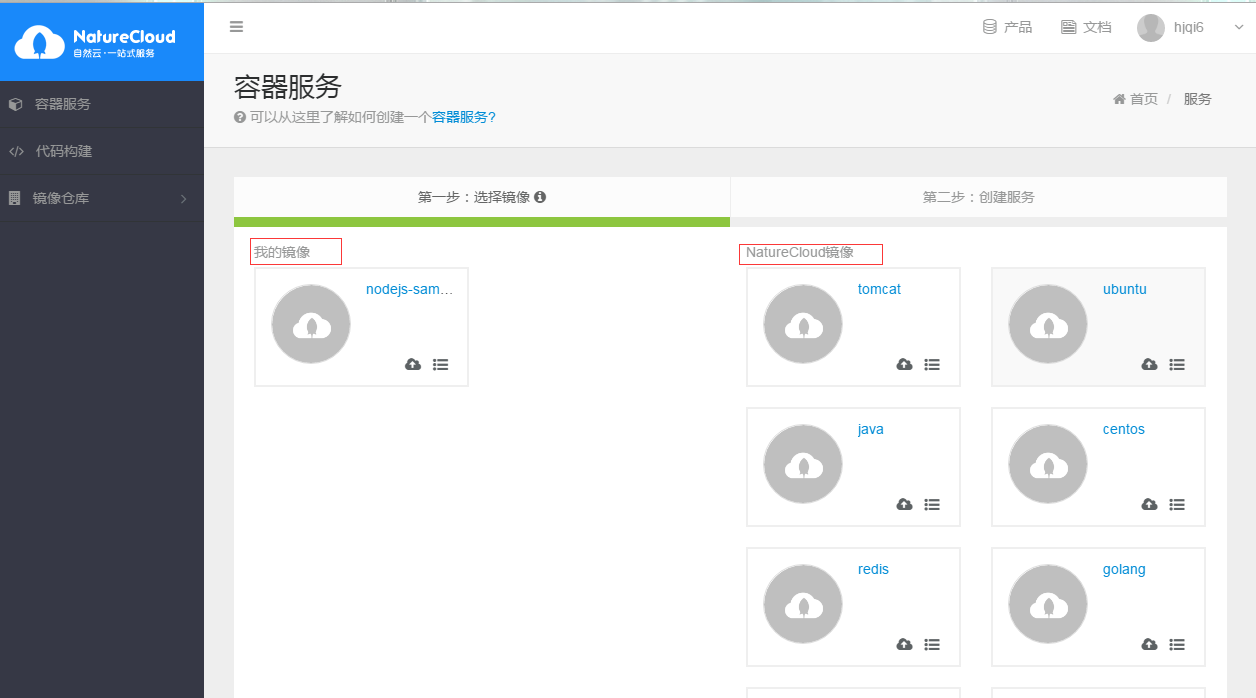 NatureCloud
自然云·一站式服务
产品
文档
hjqi6
容器服务
代码构建
镜像仓库
容器服务
可以从这里了解如何创建一个容器服务?
首页 / 服务
第一步：选择镜像
第二步：创建服务
我的镜像
nodejs-sam...
NatureCloud镜像
tomcat
ubuntu
java
centos
redis
golang